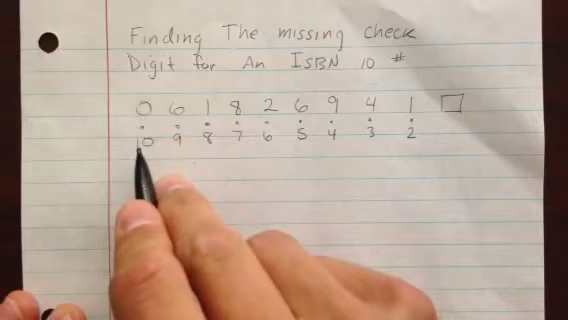 Finding The missing check
Digit for An ISBN 10 #
0 6 1 8 2 6 9 4 1 □
· · · · · · · · ·
10 9 8 7 6 5 4 3 2